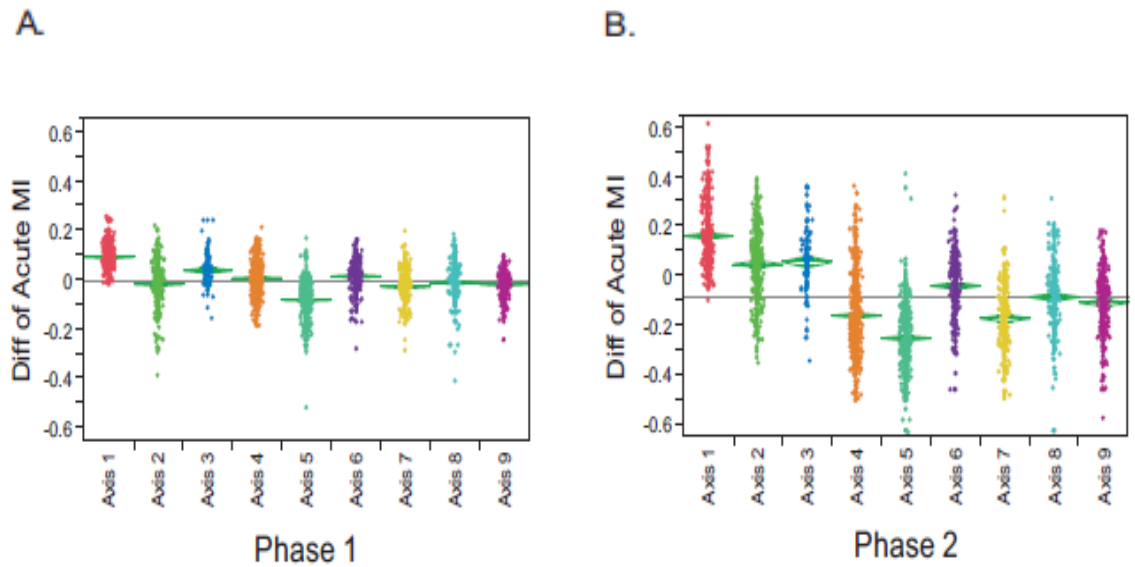 A.
Diff of Acute MI
0.6
0.4
0.2
0
-0.2
-0.4
-0.6
Axis 1
Axis 2
Axis 3
Axis 4
Axis 5
Axis 6
Axis 7
Axis 8
Axis 9
Phase 1
B.
Diff of Acute MI
0.6
0.4
0.2
0
-0.2
-0.4
-0.6
Axis 1
Axis 2
Axis 3
Axis 4
Axis 5
Axis 6
Axis 7
Axis 8
Axis 9
Phase 2